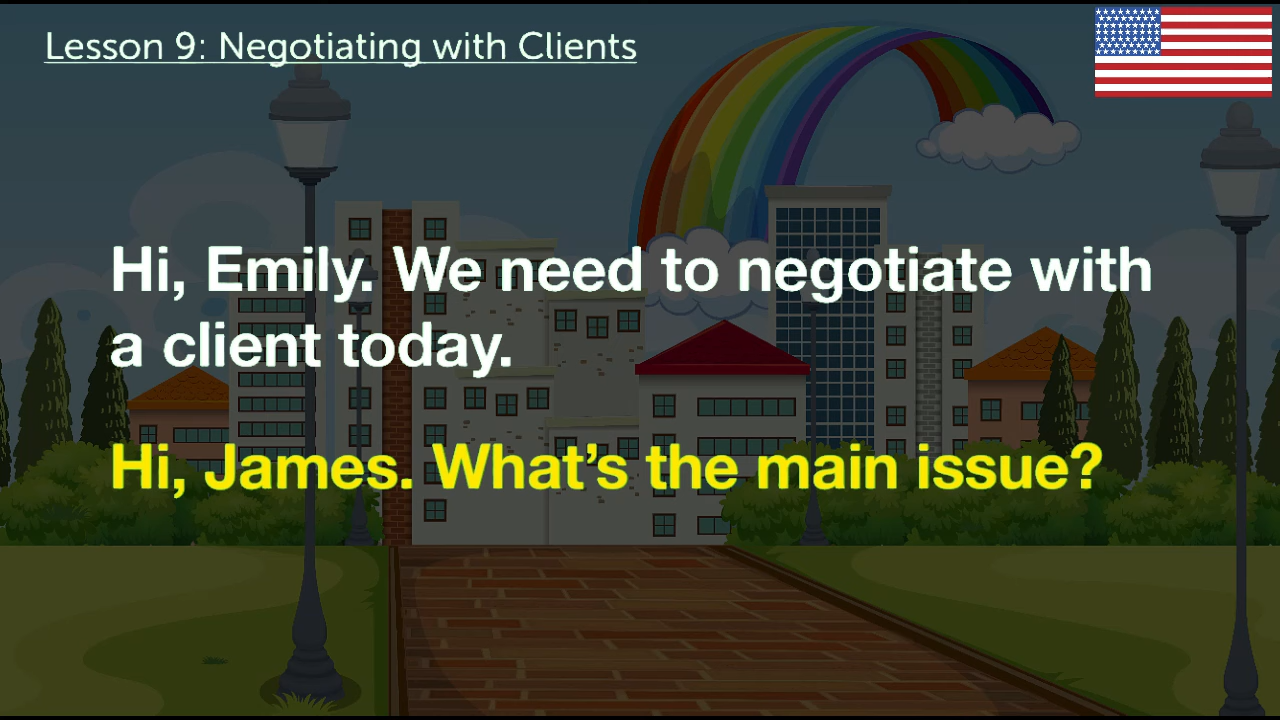 Lesson 9: Negotiating with Clients
Hi, Emily. We need to negotiate with
a client today.
Hi, James. What’s the main issue?